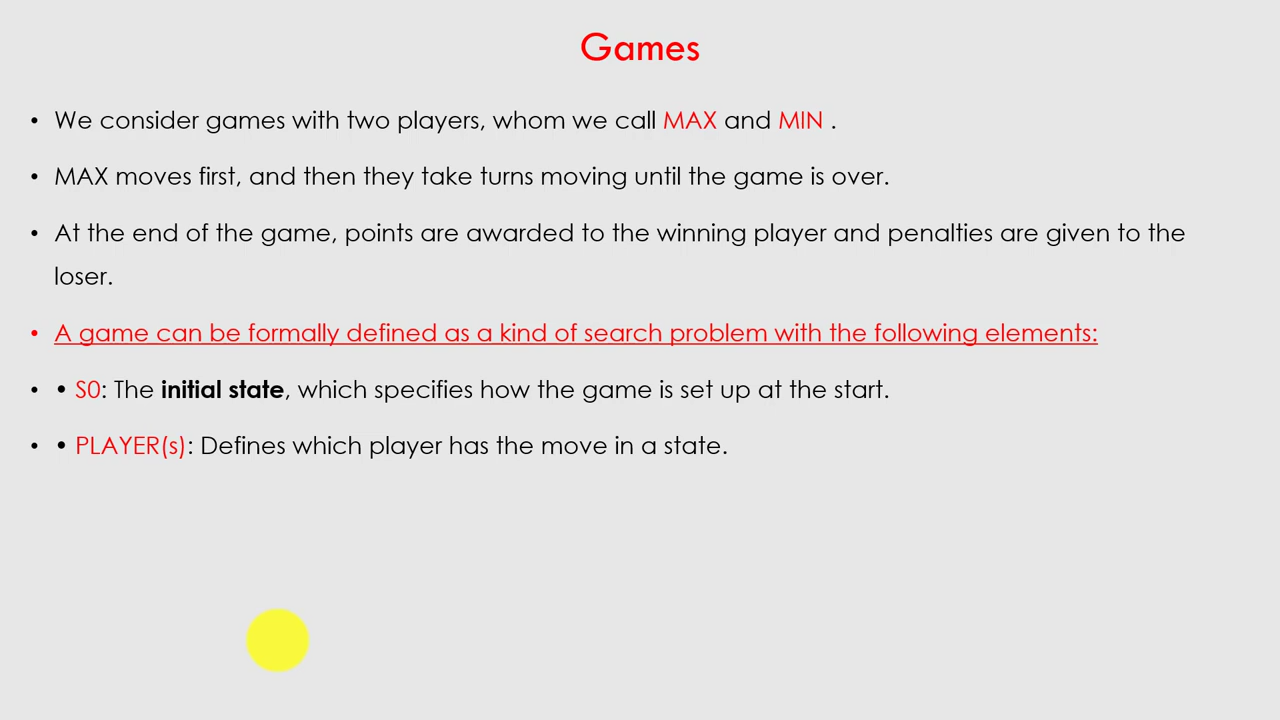 Games
• We consider games with two players, whom we call MAX and MIN .
• MAX moves first, and then they take turns moving until the game is over.
• At the end of the game, points are awarded to the winning player and penalties are given to the
loser.
• A game can be formally defined as a kind of search problem with the following elements:
• • S0: The initial state, which specifies how the game is set up at the start.
• • PLAYER(s): Defines which player has the move in a state.